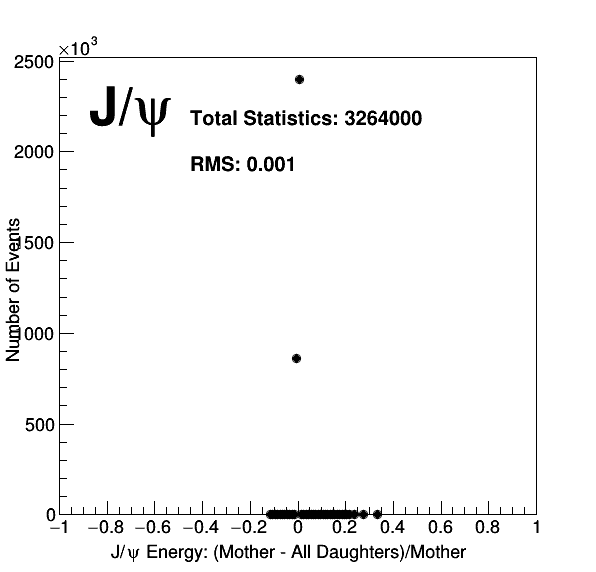 ×10³
2500
J/ψ
Total Statistics: 3264000
2000
RMS: 0.001
1500
Number of Events
1000
500
0
−1 −0.8 −0.6 −0.4 −0.2 0 0.2 0.4 0.6 0.8 1
J/ψ Energy: (Mother - All Daughters)/Mother